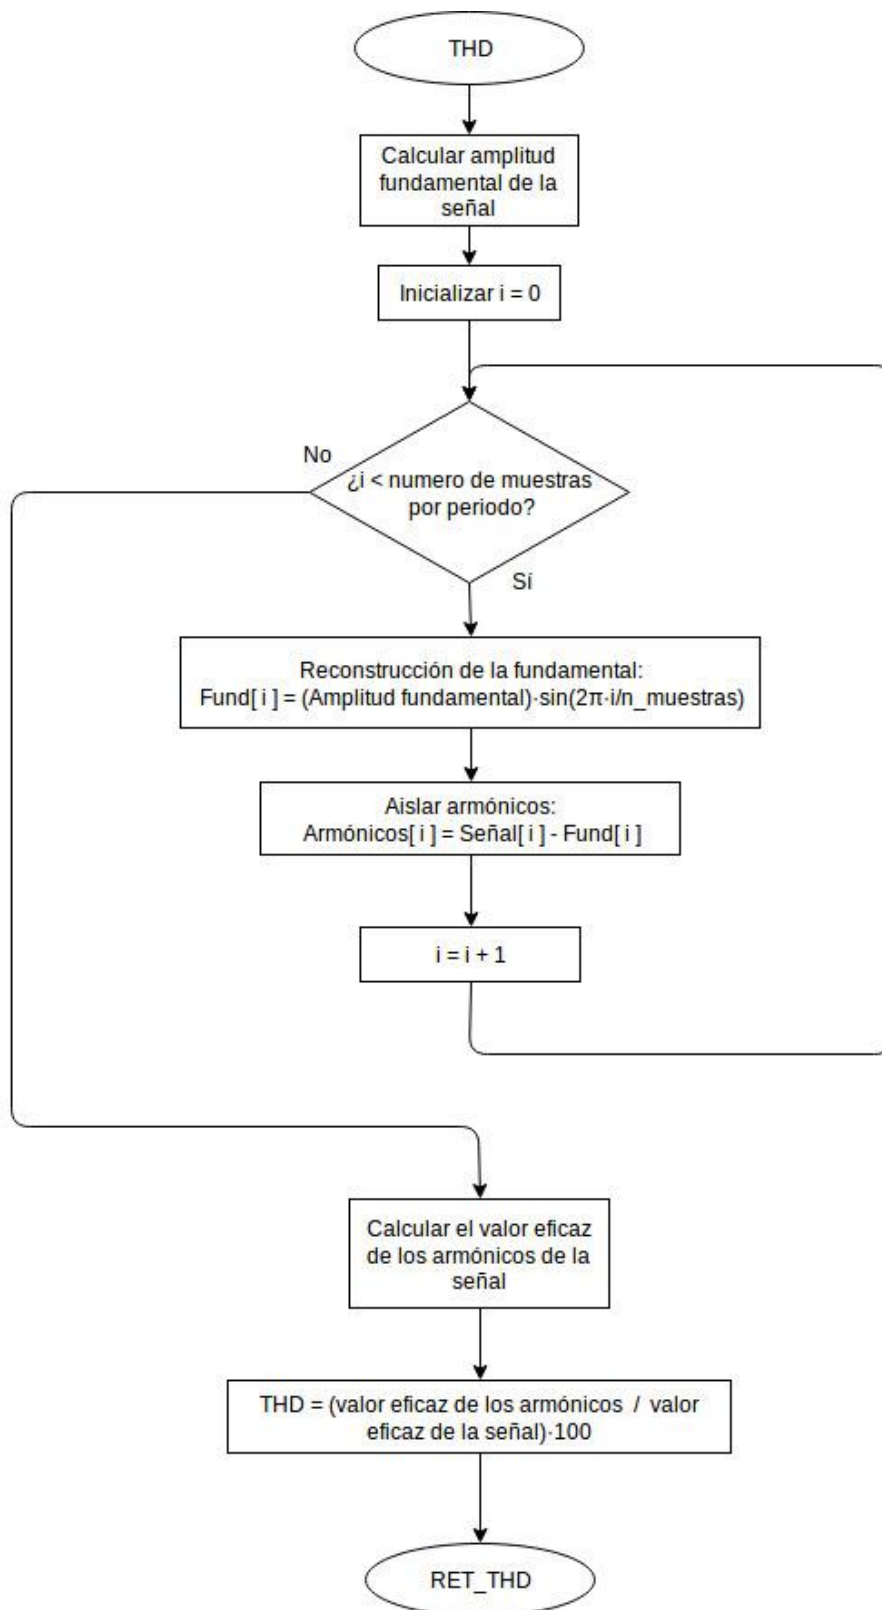 THD
Calcular amplitud
fundamental de la
señal
Inicializar i = 0
No
¿i < numero de muestras
por periodo?
Sí
Reconstrucción de la fundamental:
Fund[ i ] = (Amplitud fundamental)·sin(2π·i/n_muestras)
Aislar armónicos:
Armónicos[ i ] = Señal[ i ] - Fund[ i ]
i = i + 1
Calcular el valor eficaz
de los armónicos de la
señal
THD = (valor eficaz de los armónicos / valor
eficaz de la señal)·100
RET_THD